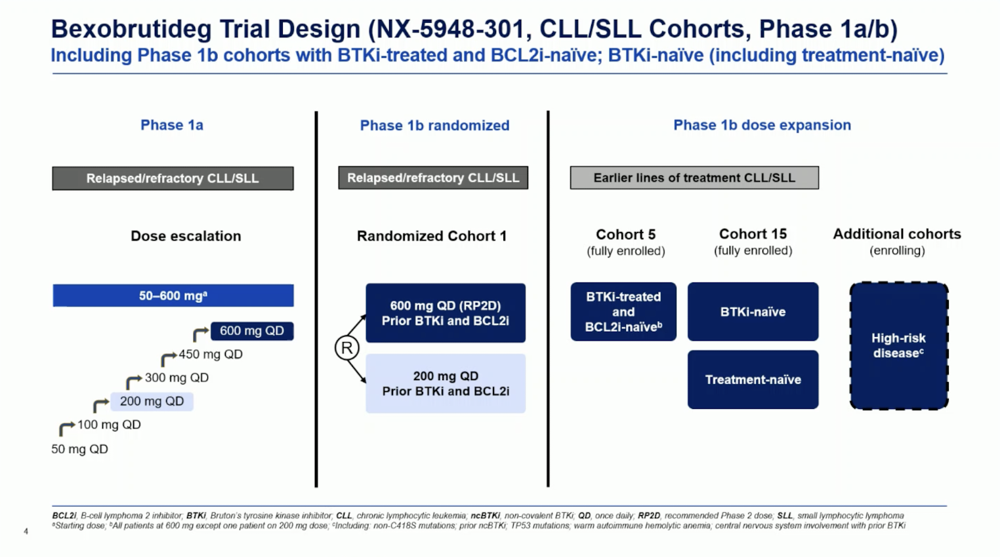 Bexobrutideg Trial Design (NX-5948-301, CLL/SLL Cohorts, Phase 1a/b)
Including Phase 1b cohorts with BTKi-treated and BCL2i-naïve; BTKi-naïve (including treatment-naïve)
Phase 1a
Relapsed/refractory CLL/SLL
Dose escalation
50–600 mgᵃ
600 mg QD
450 mg QD
300 mg QD
200 mg QD
100 mg QD
50 mg QD
Phase 1b randomized
Relapsed/refractory CLL/SLL
Randomized Cohort 1
R
600 mg QD (RP2D)
Prior BTKi and BCL2i
200 mg QD
Prior BTKi and BCL2i
Phase 1b dose expansion
Earlier lines of treatment CLL/SLL
Cohort 5
(fully enrolled)
BTKi-treated
and
BCL2i-naïveᵇ
Cohort 15
(fully enrolled)
BTKi-naïve
Treatment-naïve
Additional cohorts
(enrolling)
High-risk
diseaseᶜ
BCL2i, B-cell lymphoma 2 inhibitor; BTKi, Bruton's tyrosine kinase inhibitor; CLL, chronic lymphocytic leukemia; ncBTKi, non-covalent BTKi; QD, once daily; RP2D, recommended Phase 2 dose; SLL, small lymphocytic lymphoma
ᵃStarting dose; ᵇAll patients at 600 mg except one patient on 200 mg dose; ᶜIncluding: non-C418S mutations; prior ncBTKi; TP53 mutations; warm autoimmune hemolytic anemia; central nervous system involvement with prior BTKi
4